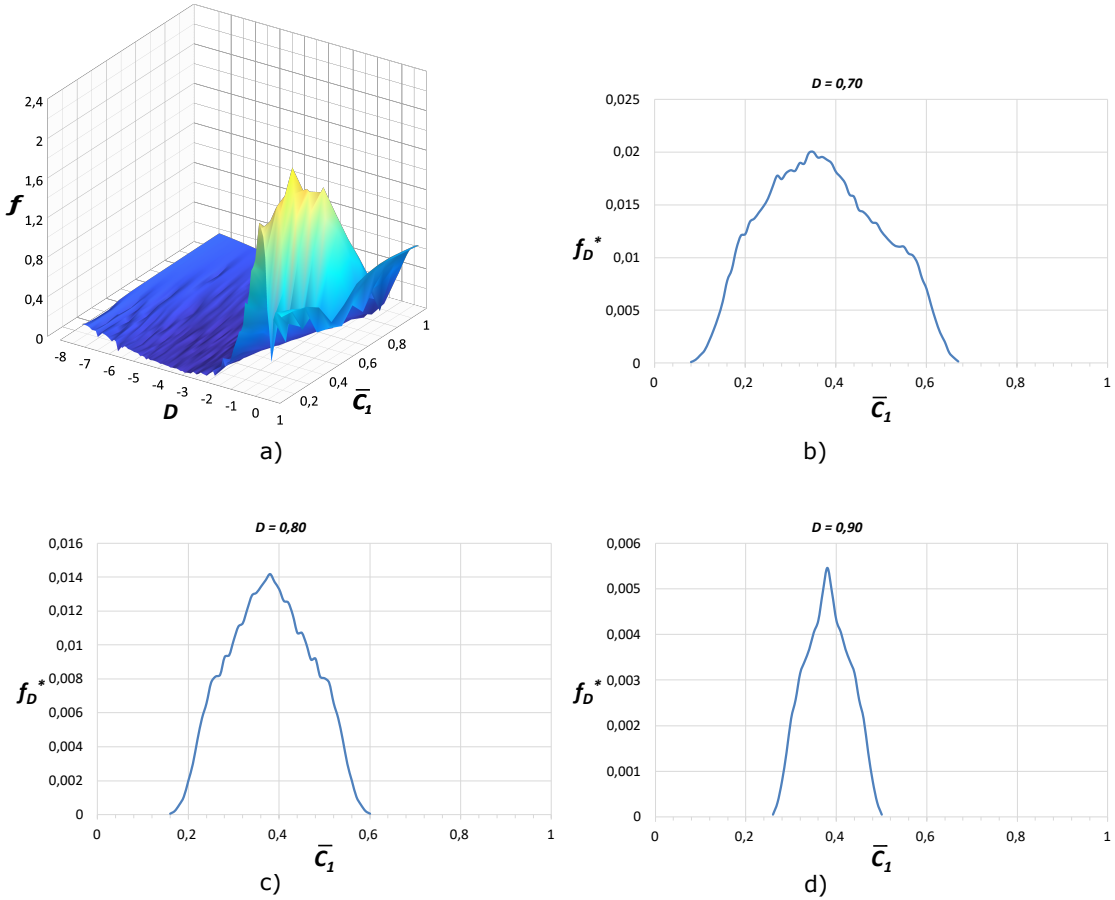 2,4
2
1,6
f
1,2
0,8
0,4
0
-8
-7
-6
-5
-4
-3
-2
-1
0
1
D
0,2
0,4
0,6
0,8
1
C̅₁
a)
D = 0,70
0,025
0,02
0,015
f_D*
0,01
0,005
0
0 0,2 0,4 0,6 0,8 1
C̅₁
b)
D = 0,80
0,016
0,014
0,012
0,01
0,008
f_D*
0,006
0,004
0,002
0
0 0,2 0,4 0,6 0,8 1
C̅₁
c)
D = 0,90
0,006
0,005
0,004
0,003
f_D*
0,002
0,001
0
0 0,2 0,4 0,6 0,8 1
C̅₁
d)